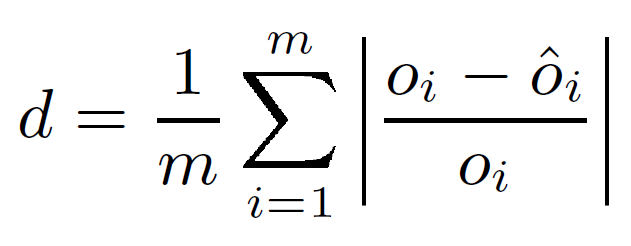 d = \frac{1}{m} \sum_{i=1}^{m} \left| \frac{o_i - \hat{o}_i}{o_i} \right|